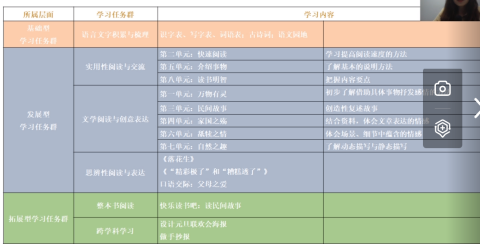 所属层面 学习任务群 学习内容
基础型
学习任务群
语言文字积累与梳理 识字表、写字表、词语表；古诗词；语文园地
发展型
学习任务群
实用性阅读与交流
第二单元：快速阅读 学习提高阅读速度的方法
第五单元：介绍事物 了解基本的说明方法
第八单元：读书明智 把握内容要点
文学阅读与创意表达
第一单元：万物有灵 初步了解借助具体事物抒发感情
第三单元：民间故事 创造性复述故事
第四单元：家国情怀 结合资料，体会文章表达的情感
第六单元：舐犊之情 体会场景、细节中蕴含的感情
第七单元：自然之趣 了解动态描写与静态描写
思辨性阅读与表达
《落花生》
《“精彩极了”和“糟糕透了”》
口语交际：父母之爱
拓展型学习任务群
整本书阅读 快乐读书吧：读民间故事
跨学科学习
设计元旦联欢会海报
做手抄报